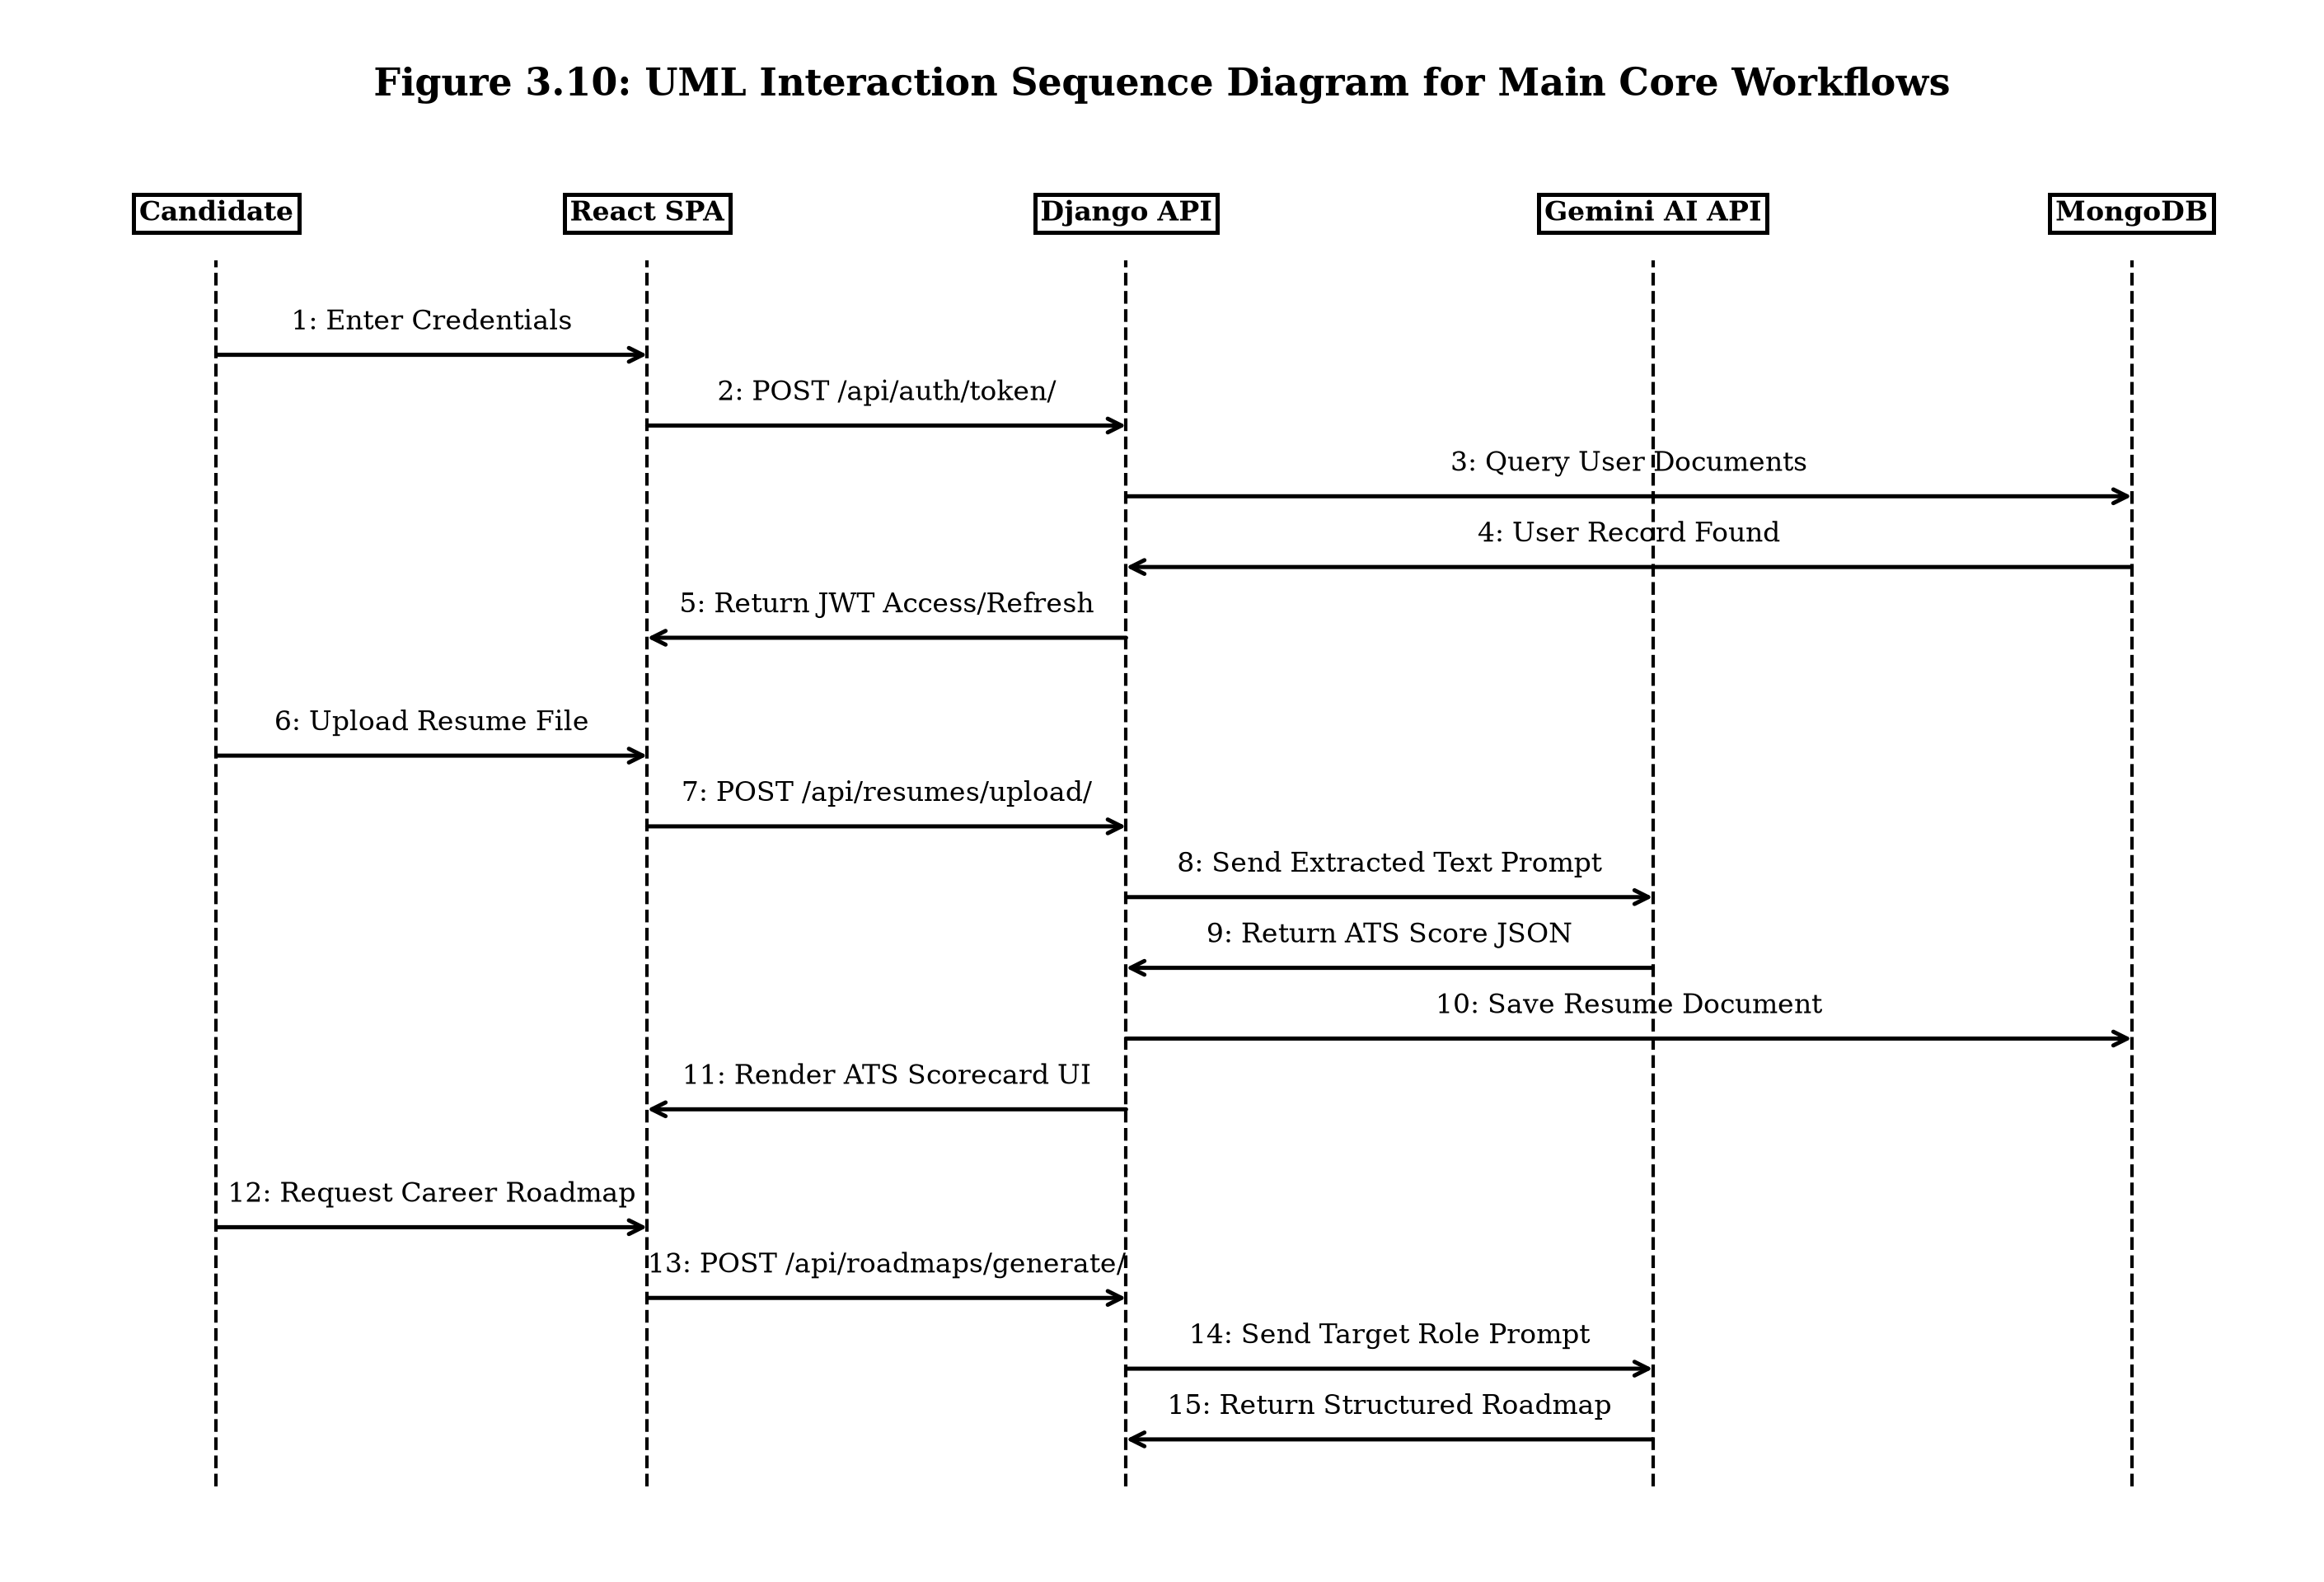 Figure 3.10: UML Interaction Sequence Diagram for Main Core Workflows
Candidate
React SPA
Django API
Gemini AI API
MongoDB
1: Enter Credentials
2: POST /api/auth/token/
3: Query User Documents
4: User Record Found
5: Return JWT Access/Refresh
6: Upload Resume File
7: POST /api/resumes/upload/
8: Send Extracted Text Prompt
9: Return ATS Score JSON
10: Save Resume Document
11: Render ATS Scorecard UI
12: Request Career Roadmap
13: POST /api/roadmaps/generate/
14: Send Target Role Prompt
15: Return Structured Roadmap